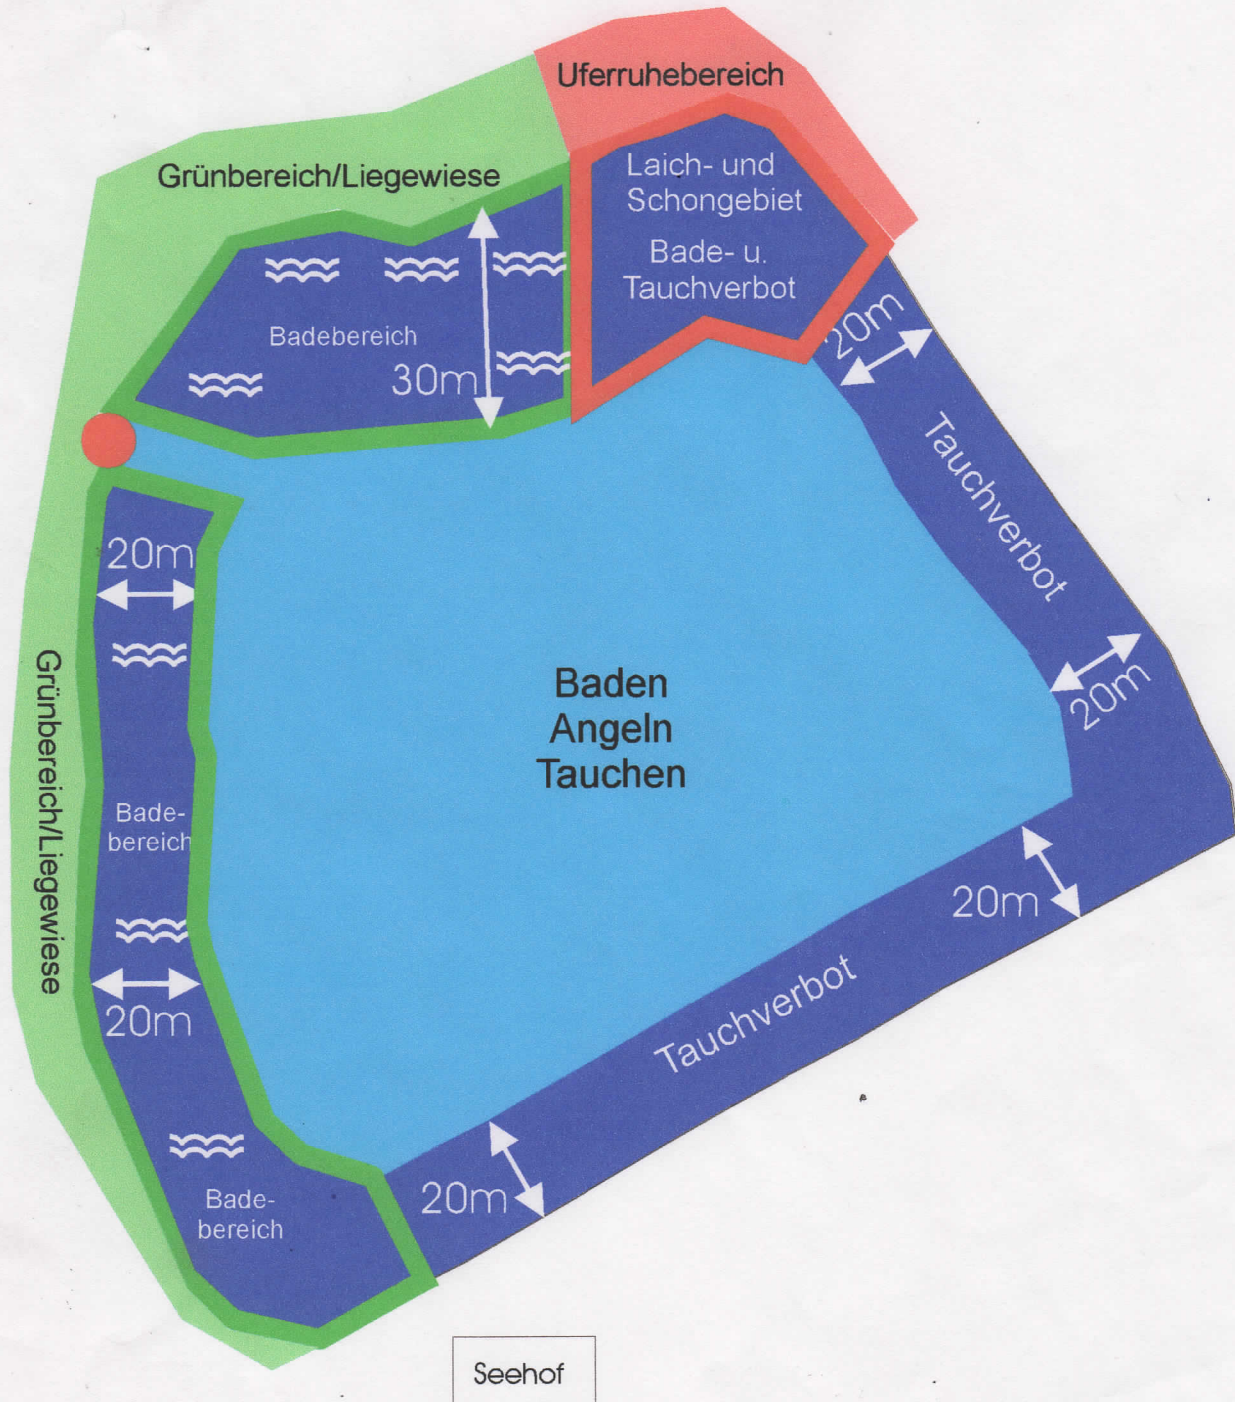 Uferruhebereich
Grünbereich/Liegewiese
Laich- und
Schongebiet
Bade- u.
Tauchverbot
Badebereich
30m
20m
Tauchverbot
20m
20m
Grünbereich/Liegewiese
Baden
Angeln
Tauchen
Bade-
bereich
20m
20m
Tauchverbot
20m
Bade-
bereich
Seehof